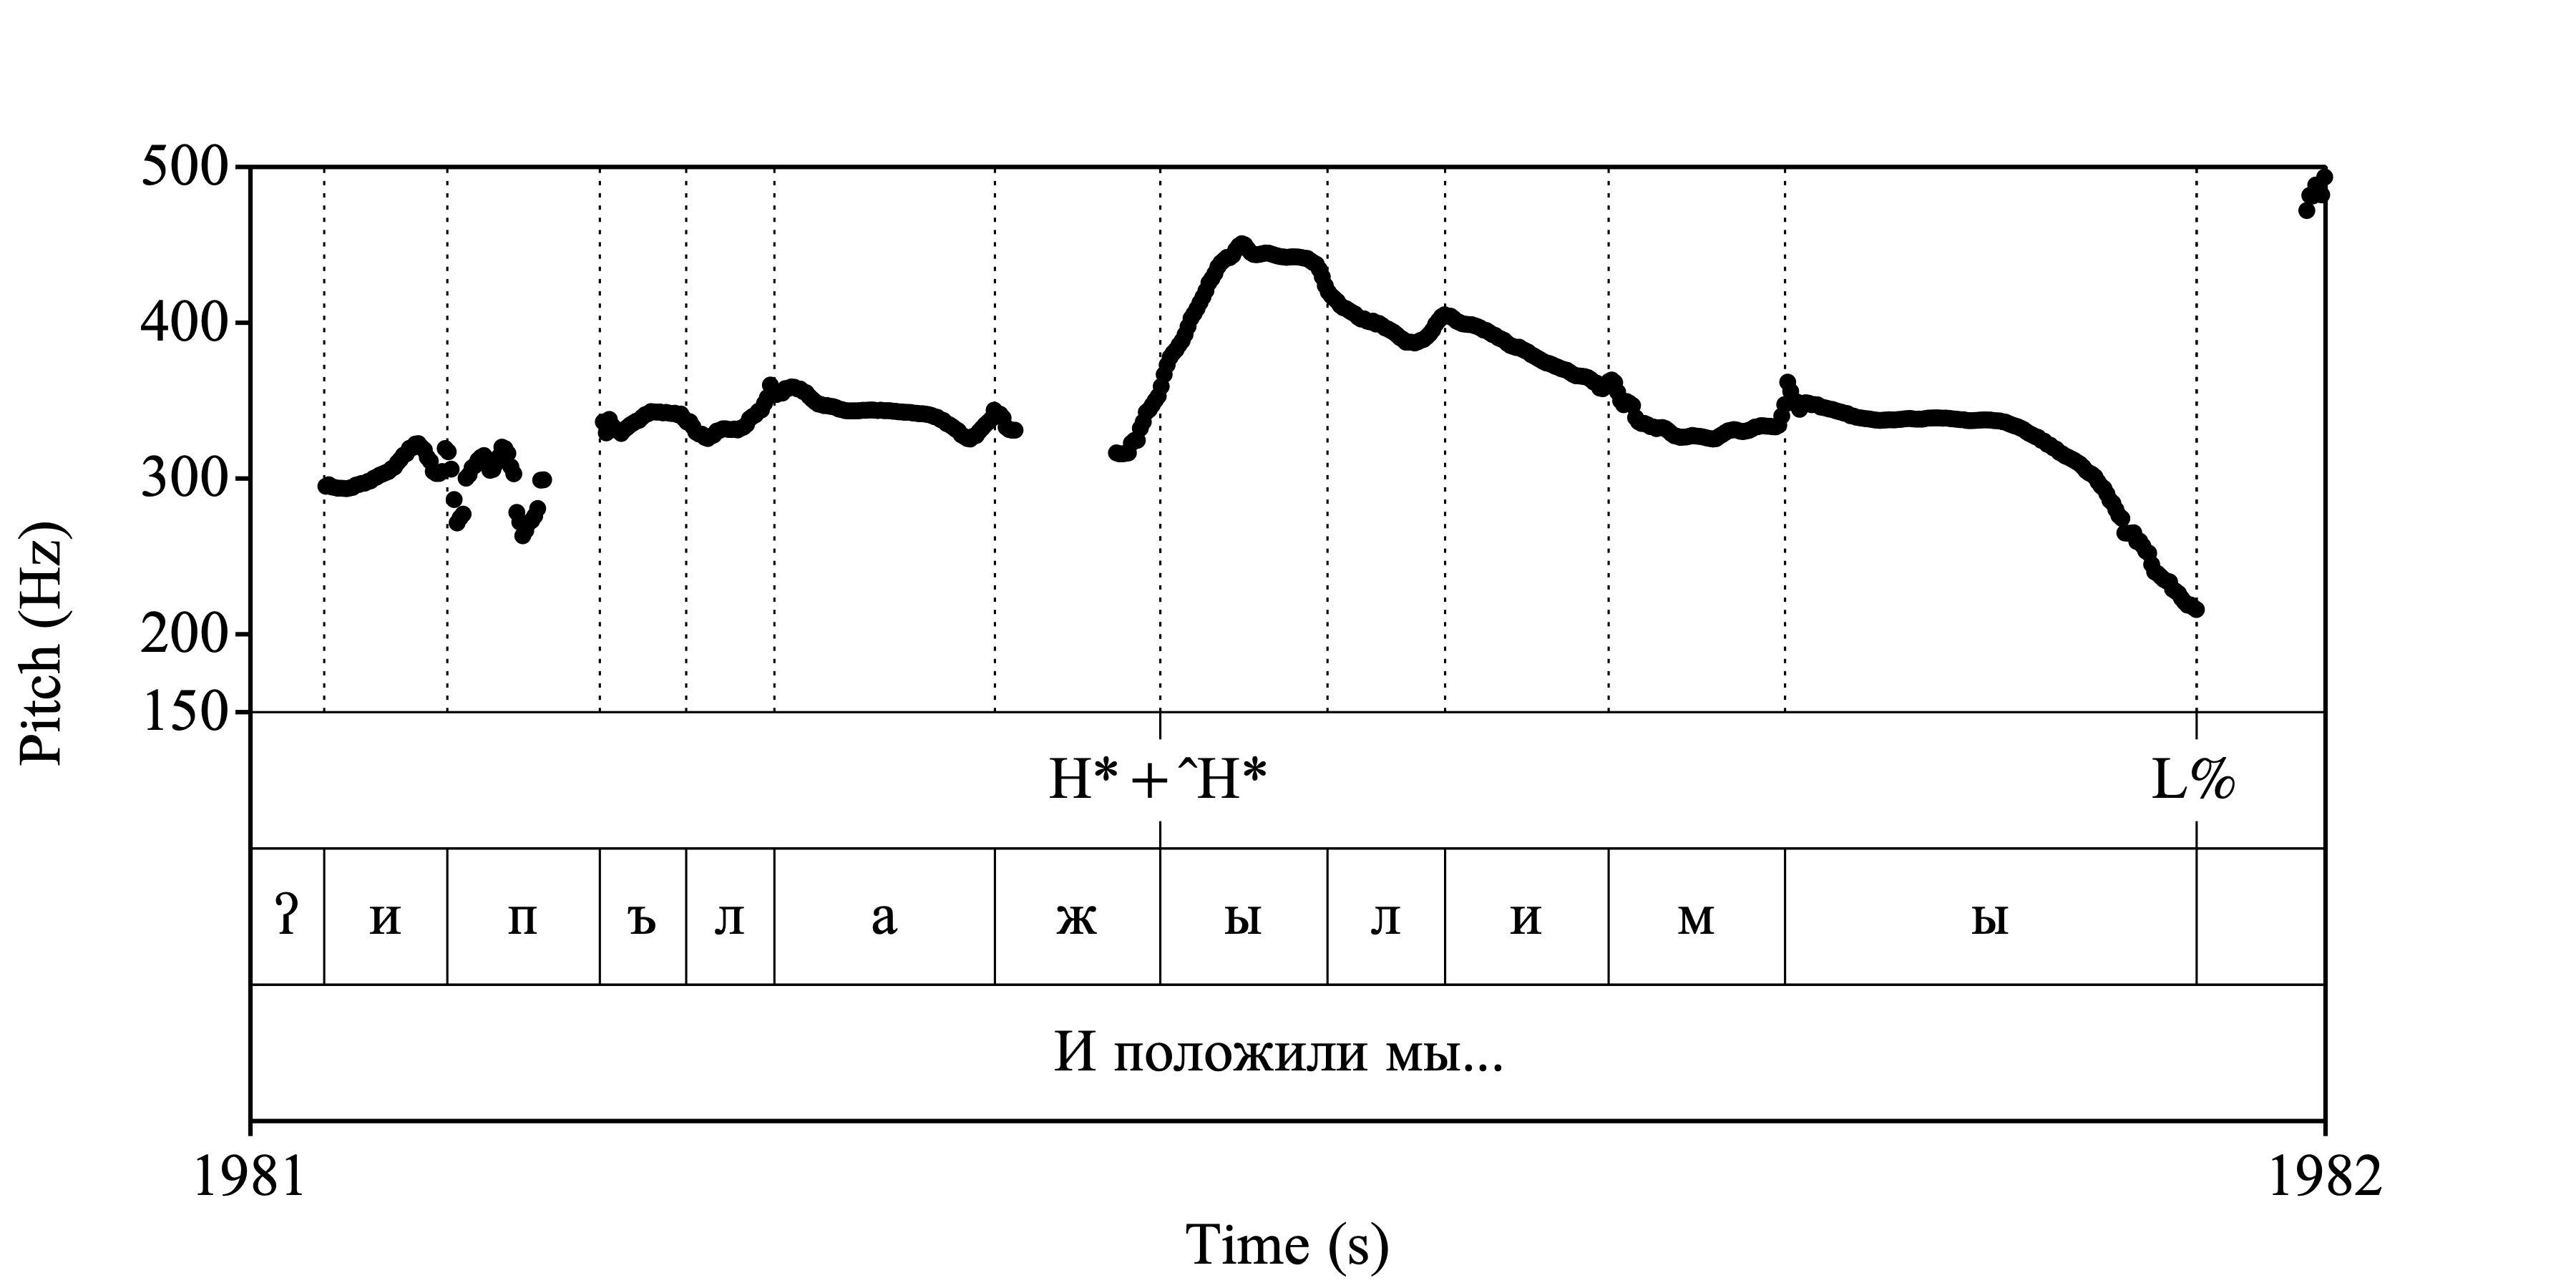 500
400
300
200
150
Pitch (Hz)
H* + ^H* L%
ʔ и п ъ л а ж ы л и м ы
И положили мы...
1981 1982
Time (s)